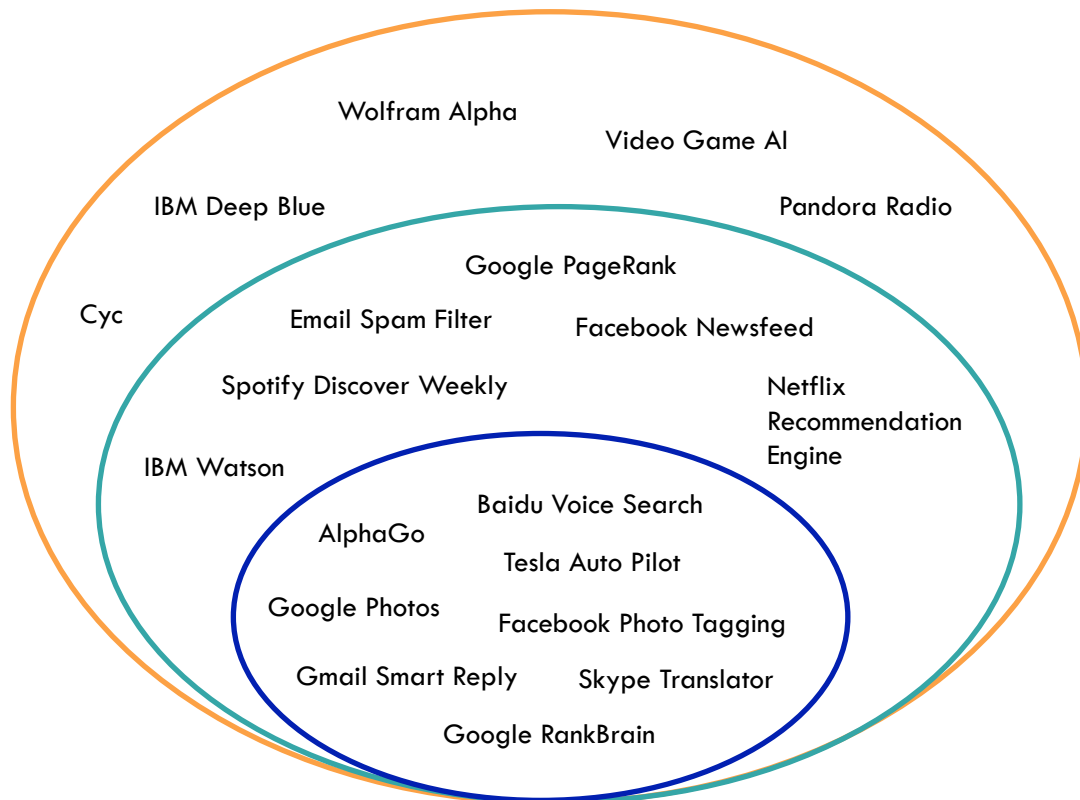 Wolfram Alpha
Video Game AI
IBM Deep Blue
Pandora Radio
Google PageRank
Cyc
Email Spam Filter
Facebook Newsfeed
Spotify Discover Weekly
Netflix
Recommendation
Engine
IBM Watson
Baidu Voice Search
AlphaGo
Tesla Auto Pilot
Google Photos
Facebook Photo Tagging
Gmail Smart Reply
Skype Translator
Google RankBrain